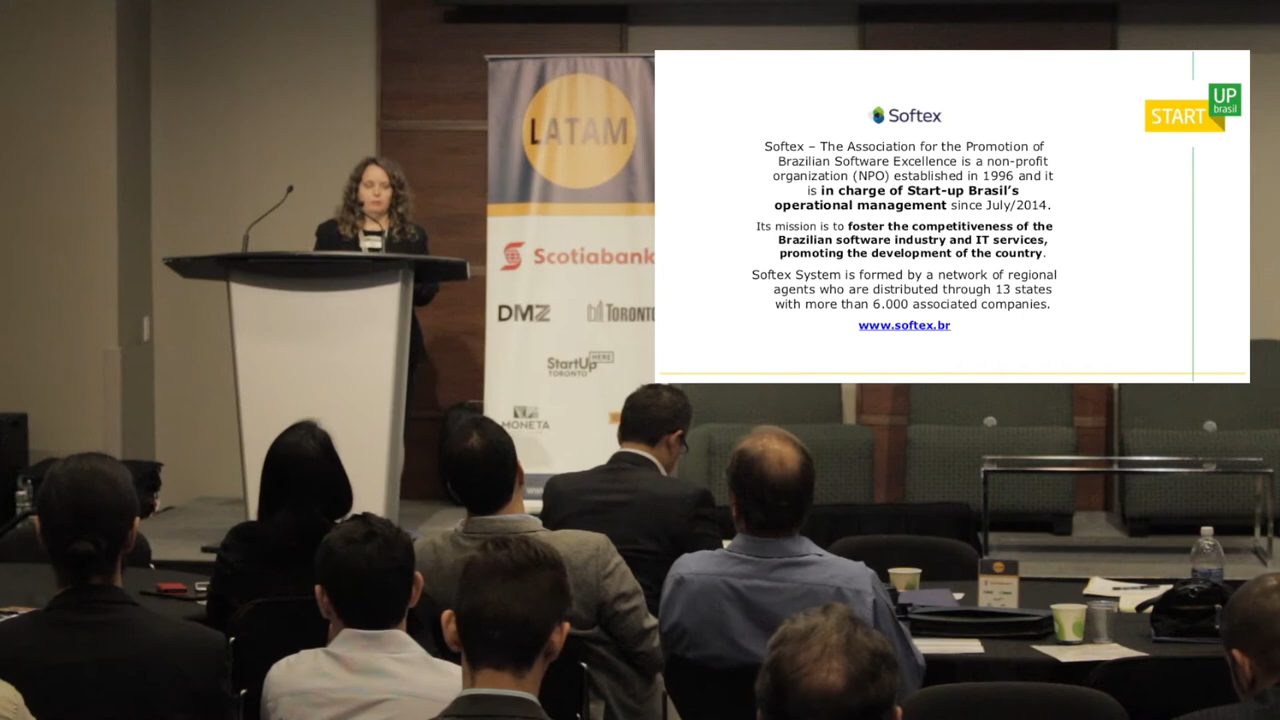 LATAM
Scotiabank
DMZ
TORONTO
StartUp HERE
TORONTO
MONETA
Softex
START UP
brasil
Softex – The Association for the Promotion of
Brazilian Software Excellence is a non-profit
organization (NPO) established in 1996 and it
is in charge of Start-up Brasil's
operational management since July/2014.
Its mission is to foster the competitiveness of the
Brazilian software industry and IT services,
promoting the development of the country.
Softex System is formed by a network of regional
agents who are distributed through 13 states
with more than 6.000 associated companies.
www.softex.br